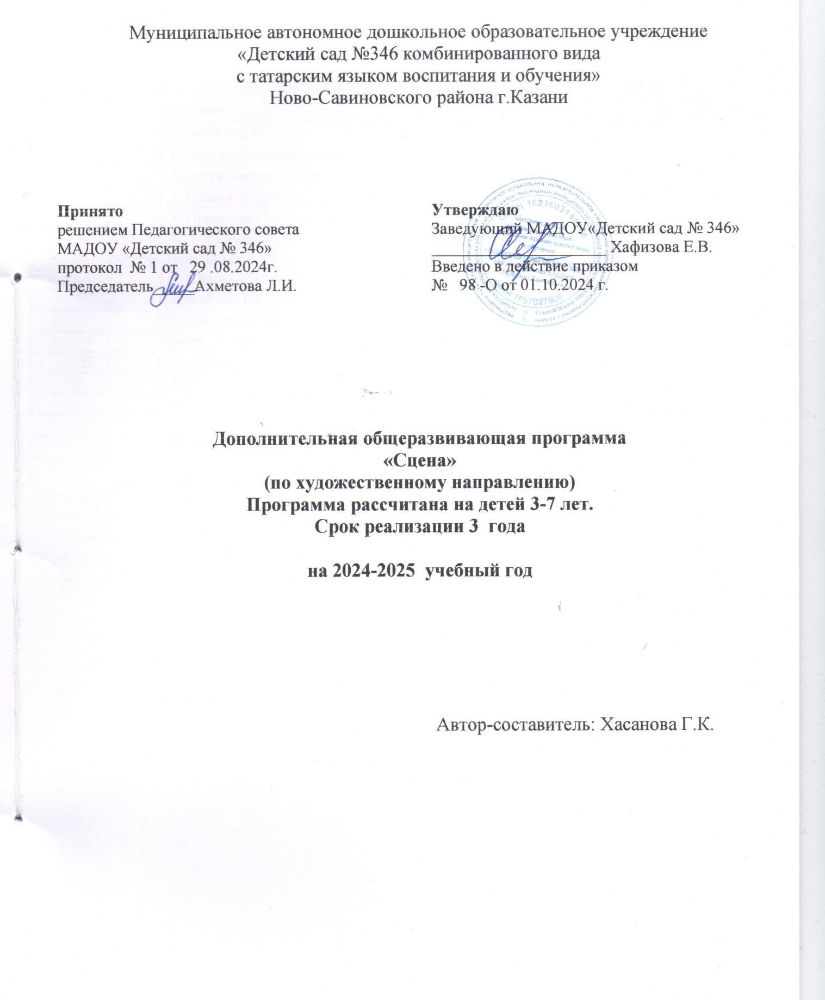 Муниципальное автономное дошкольное образовательное учреждение
«Детский сад №346 комбинированного вида
с татарским языком воспитания и обучения»
Ново-Савиновского района г.Казани
Принято
решением Педагогического совета
МАДОУ «Детский сад № 346»
протокол № 1 от 29 .08.2024г.
Председатель_____Ахметова Л.И.
Утверждаю
Заведующий МАДОУ«Детский сад № 346»
______________________Хафизова Е.В.
Введено в действие приказом
№ 98 -О от 01.10.2024 г.
ИНН 1657027900
Дополнительная общеразвивающая программа
«Сцена»
(по художественному направлению)
Программа рассчитана на детей 3-7 лет.
Срок реализации 3 года
на 2024-2025 учебный год
Автор-составитель: Хасанова Г.К.